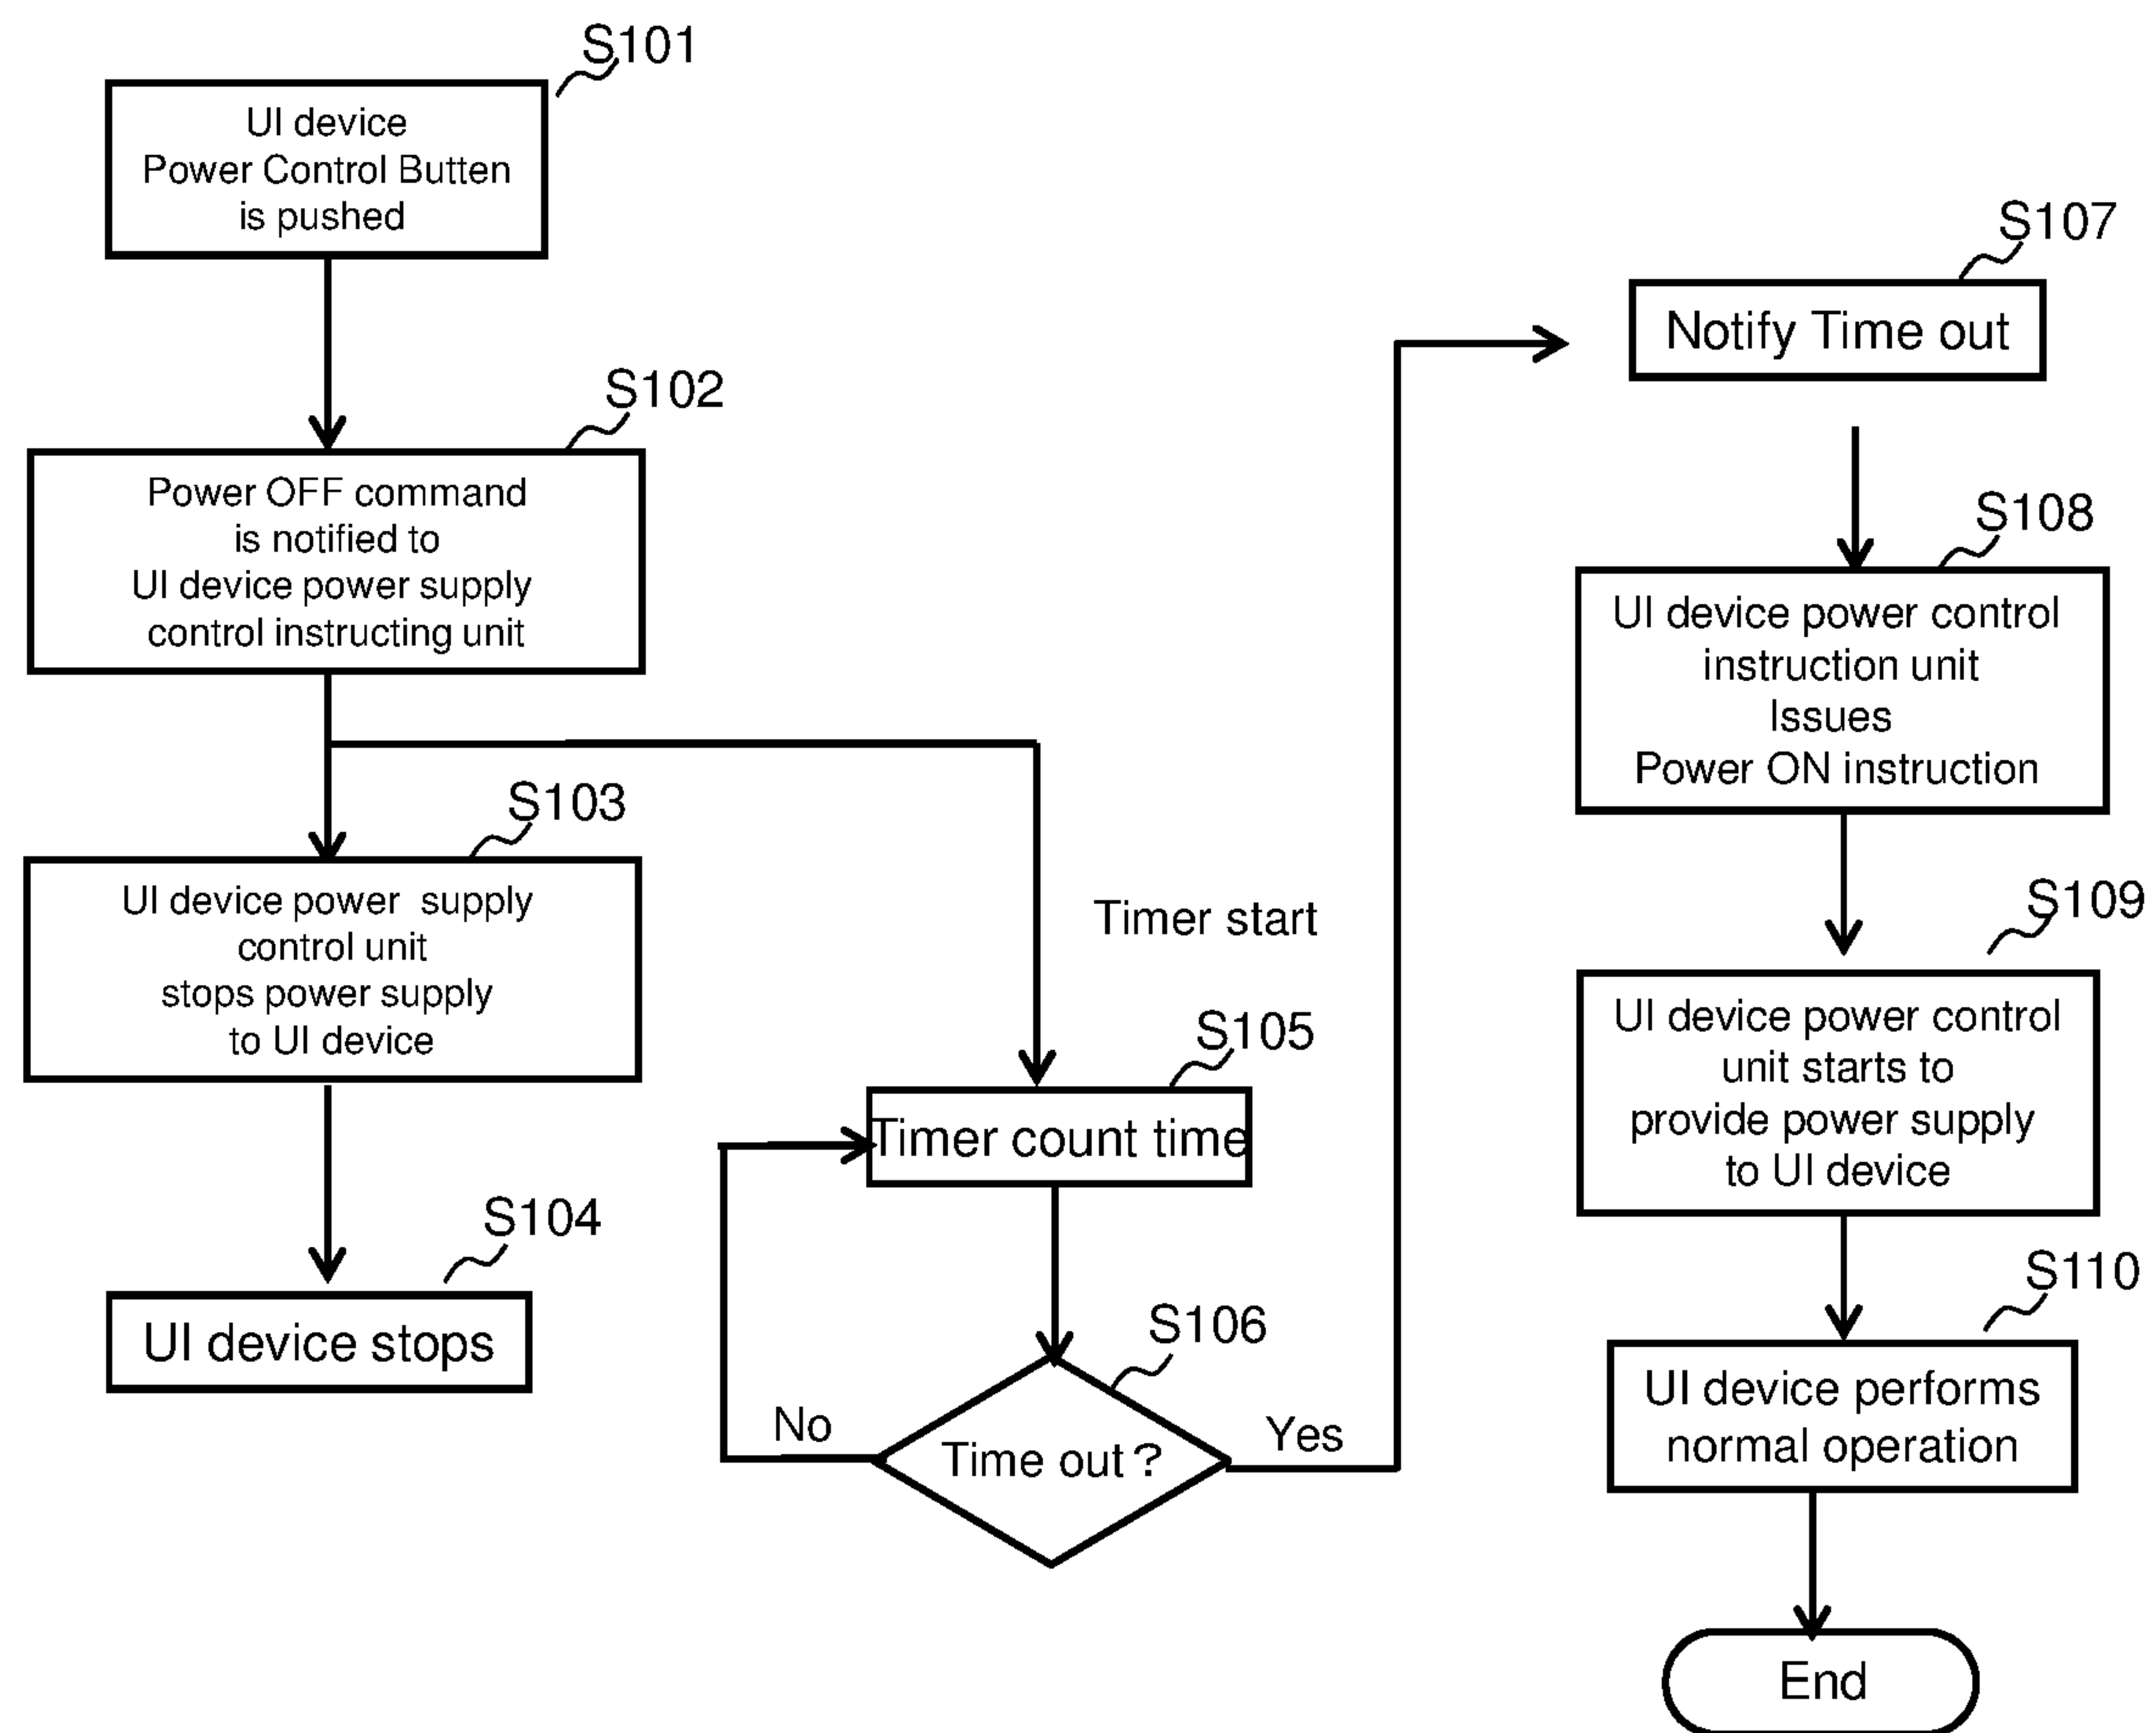 S101
UI device
Power Control Butten
is pushed
S102
Power OFF command
is notified to
UI device power supply
control instructing unit
S103
UI device power supply
control unit
stops power supply
to UI device
S104
UI device stops
Timer start
S105
Timer count time
S106
Time out ?
No
Yes
S107
Notify Time out
S108
UI device power control
instruction unit
Issues
Power ON instruction
S109
UI device power control
unit starts to
provide power supply
to UI device
S110
UI device performs
normal operation
End